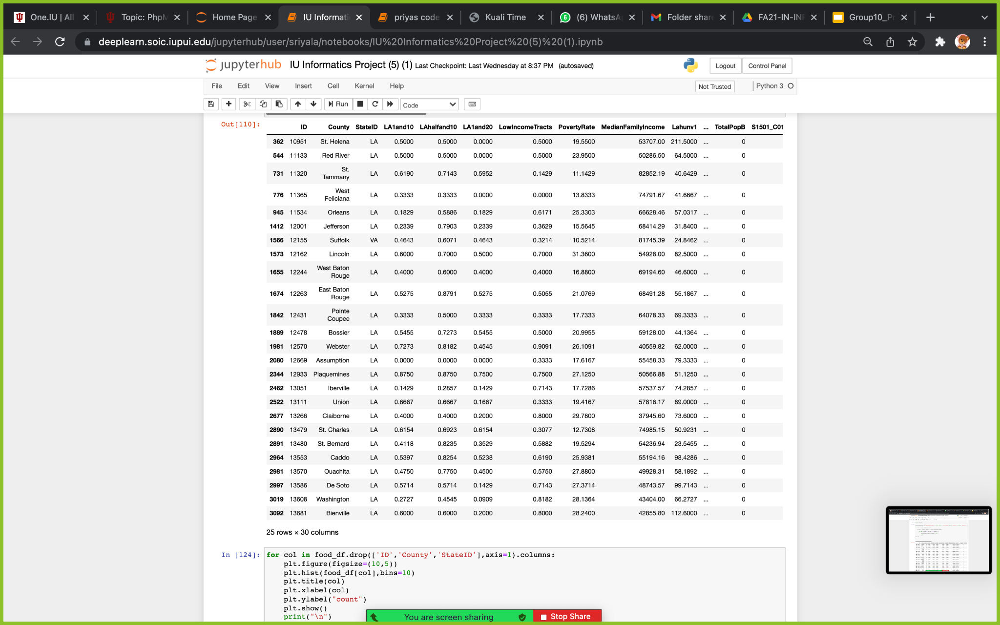 One.IU | All
Topic: PhpM
Home Page
IU Informati
priyas code
Kuali Time
(6) WhatsA
Folder share
FA21-IN-INF
Group10_Pr
deeplearn.soic.iupui.edu/jupyterhub/user/sriyala/notebooks/IU%20Informatics%20Project%20(5)%20(1).ipynb
jupyterhub IU Informatics Project (5) (1) Last Checkpoint: Last Wednesday at 8:37 PM (autosaved)
Logout Control Panel
File Edit View Insert Cell Kernel Help Not Trusted Python 3
Run Code
Out[110]:
ID County StateID LA1and10 LAhalfand10 LA1and20 LowIncomeTracts PovertyRate MedianFamilyIncome Lahunv1 ... TotalPopB S1501_C01
362 10951 St. Helena LA 0.5000 0.5000 0.0000 0.5000 19.5500 53707.00 211.5000 ... 0
544 11133 Red River LA 0.5000 0.5000 0.0000 0.5000 23.9500 50286.50 64.5000 ... 0
731 11320 St. Tammany LA 0.6190 0.7143 0.5952 0.1429 11.1429 82852.19 40.6429 ... 0
776 11365 West Feliciana LA 0.3333 0.3333 0.0000 0.0000 13.8333 74791.67 41.6667 ... 0
945 11534 Orleans LA 0.1829 0.5886 0.1829 0.6171 25.3303 66628.46 57.0317 ... 0
1412 12001 Jefferson LA 0.2339 0.7903 0.2339 0.3629 15.5645 68414.29 31.8400 ... 0
1566 12155 Suffolk VA 0.4643 0.6071 0.4643 0.3214 10.5214 81745.39 24.8462 ... 0
1573 12162 Lincoln LA 0.6000 0.7000 0.5000 0.7000 31.3600 54928.00 82.5000 ... 0
1655 12244 West Baton Rouge LA 0.4000 0.6000 0.4000 0.4000 16.8800 69194.60 46.6000 ... 0
1674 12263 East Baton Rouge LA 0.5275 0.8791 0.5275 0.5055 21.0769 68491.28 55.1867 ... 0
1842 12431 Pointe Coupee LA 0.3333 0.5000 0.3333 0.3333 17.7333 64078.33 69.3333 ... 0
1889 12478 Bossier LA 0.5455 0.7273 0.5455 0.5000 20.9955 59128.00 44.1364 ... 0
1981 12570 Webster LA 0.7273 0.8182 0.4545 0.9091 26.1091 40559.82 62.0000 ... 0
2080 12669 Assumption LA 0.0000 0.0000 0.0000 0.3333 17.6167 55458.33 79.3333 ... 0
2344 12933 Plaquemines LA 0.8750 0.8750 0.7500 0.7500 27.1250 50566.88 51.1250 ... 0
2462 13051 Iberville LA 0.1429 0.2857 0.1429 0.7143 17.7286 57537.57 74.2857 ... 0
2522 13111 Union LA 0.6667 0.6667 0.1667 0.3333 19.4167 57816.17 89.0000 ... 0
2677 13266 Claiborne LA 0.4000 0.4000 0.2000 0.8000 29.7800 37945.60 73.6000 ... 0
2890 13479 St. Charles LA 0.6154 0.6923 0.6154 0.3077 12.7308 74985.15 50.9231 ... 0
2891 13480 St. Bernard LA 0.4118 0.8235 0.3529 0.5882 19.5294 54236.94 23.5455 ... 0
2964 13553 Caddo LA 0.5397 0.8254 0.5238 0.6190 25.9381 55194.16 98.4286 ... 0
2981 13570 Ouachita LA 0.4750 0.7750 0.4500 0.5750 27.8800 49928.31 58.1892 ... 0
2997 13586 De Soto LA 0.5714 0.5714 0.1429 0.7143 27.3714 48743.57 99.7143 ... 0
3019 13608 Washington LA 0.2727 0.4545 0.0909 0.8182 28.1364 43404.00 66.2727 ... 0
3092 13681 Bienville LA 0.6000 0.6000 0.2000 0.8000 28.2400 42855.80 112.6000 ... 0
25 rows × 30 columns
In [124]: for col in food_df.drop(['ID','County','StateID'],axis=1).columns:
    plt.figure(figsize=(10,5))
    plt.hist(food_df[col],bins=10)
    plt.title(col)
    plt.xlabel(col)
    plt.ylabel("count")
    plt.show()
    print("\n")
You are screen sharing Stop Share